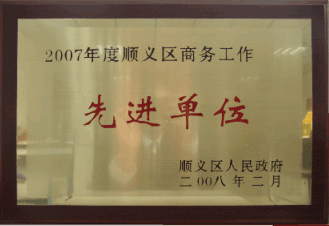 2007年度顺义区商务工作
先进单位
顺义区人民政府
二00八年二月